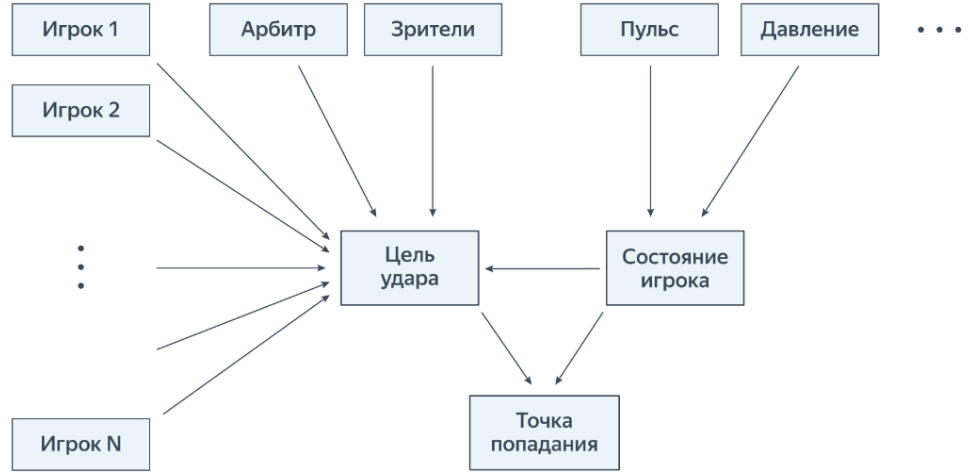 Игрок 1
Арбитр
Зрители
Пульс
Давление
Игрок 2
Цель
удара
Состояние
игрока
Точка
попадания
Игрок N